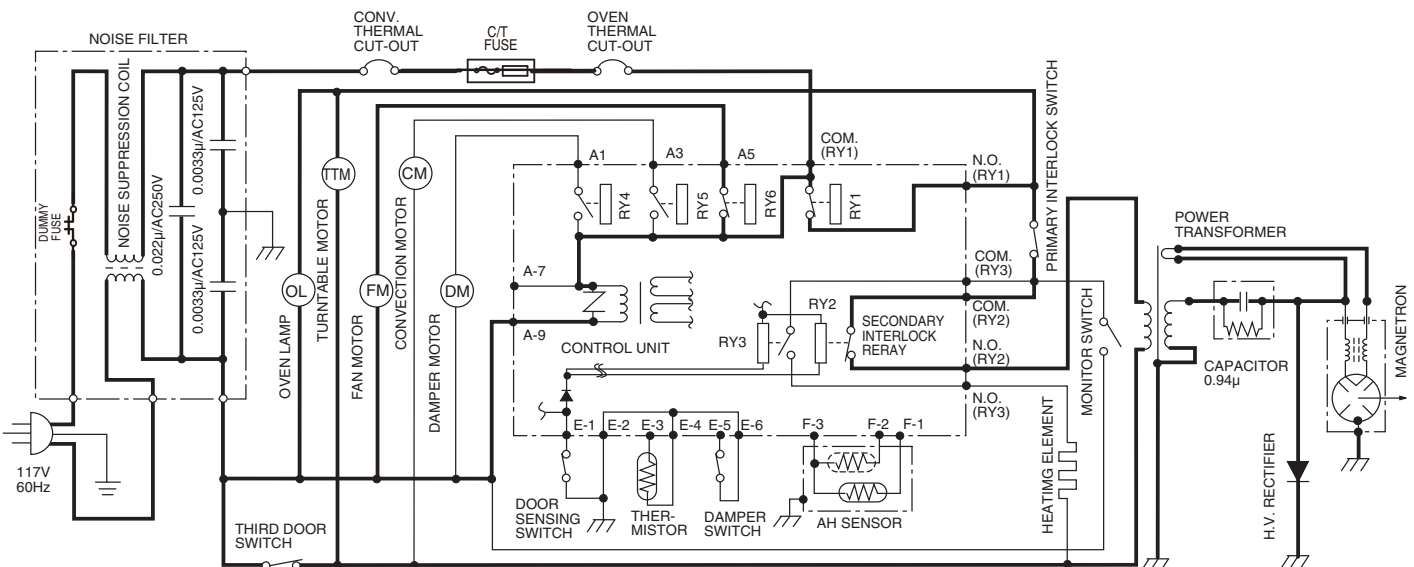 NOISE FILTER
CONV.
THERMAL
CUT-OUT
C/T
FUSE
OVEN
THERMAL
CUT-OUT
DUMMY
FUSE
NOISE SUPPRESSION COIL
0.022µ/AC250V
0.0033µ/AC125V
0.0033µ/AC125V
117V
60Hz
OL
OVEN LAMP
TTM
TURNTABLE MOTOR
FM
FAN MOTOR
CM
CONVECTION MOTOR
DM
DAMPER MOTOR
THIRD DOOR
SWITCH
A1
A3
A5
COM.
(RY1)
N.O.
(RY1)
RY4
RY5
RY6
RY1
PRIMARY INTERLOCK SWITCH
A-7
A-9
CONTROL UNIT
COM.
(RY3)
COM.
(RY2)
RY2
RY3
SECONDARY
INTERLOCK
RERAY
N.O.
(RY2)
N.O.
(RY3)
E-1
E-2
E-3
E-4
E-5
E-6
F-3
F-2
F-1
DOOR
SENSING
SWITCH
THER-
MISTOR
DAMPER
SWITCH
AH SENSOR
HEATIMG ELEMENT
MONITOR SWITCH
POWER
TRANSFORMER
CAPACITOR
0.94µ
H.V. RECTIFIER
MAGNETRON